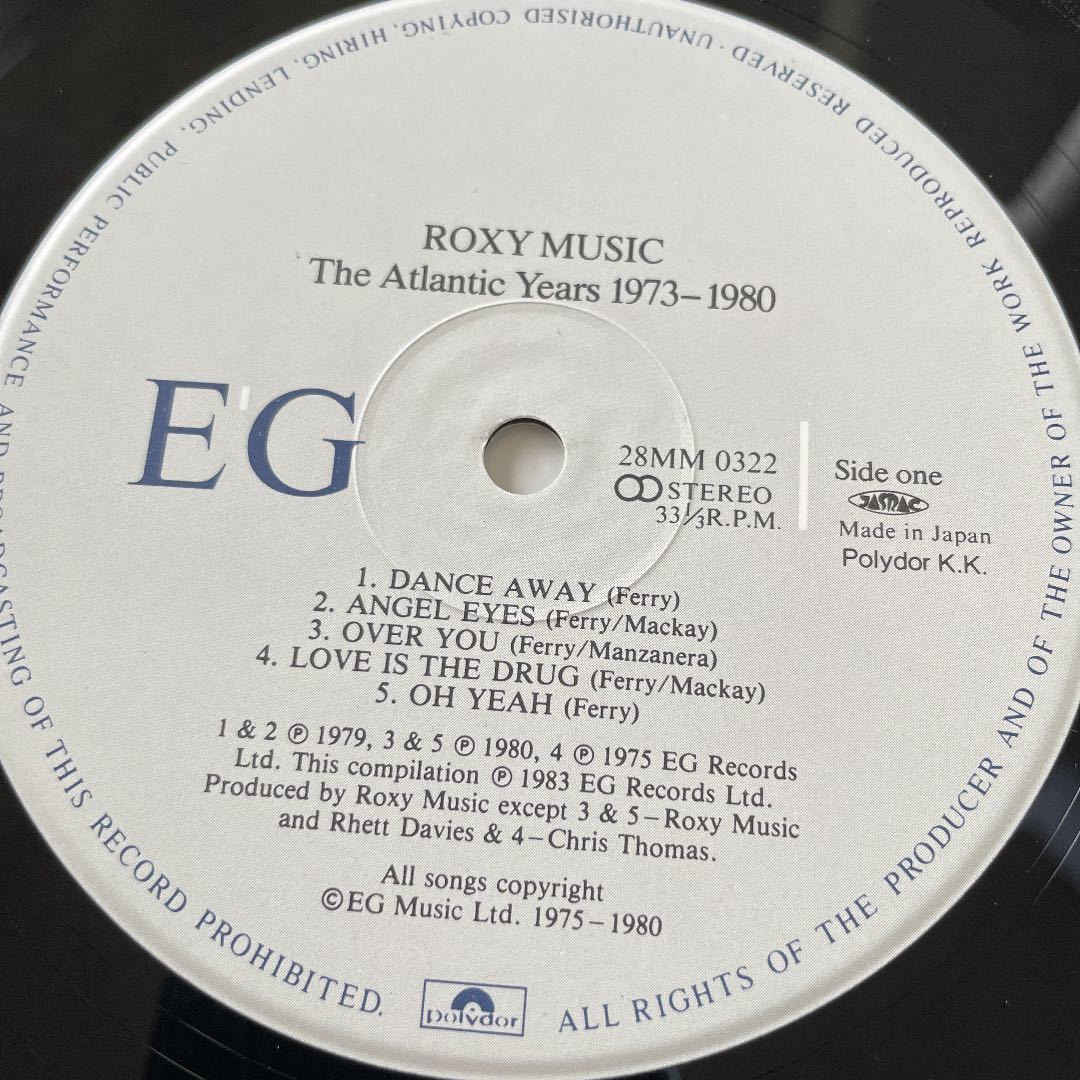 ROXY MUSIC
The Atlantic Years 1973–1980
E'G
28MM 0322
STEREO
33⅓R.P.M.
Side one
JASRAC
Made in Japan
Polydor K.K.
1. DANCE AWAY (Ferry)
2. ANGEL EYES (Ferry/Mackay)
3. OVER YOU (Ferry/Manzanera)
4. LOVE IS THE DRUG (Ferry/Mackay)
5. OH YEAH (Ferry)
1 & 2 Ⓟ 1979, 3 & 5 Ⓟ 1980, 4 Ⓟ 1975 EG Records
Ltd. This compilation Ⓟ 1983 EG Records Ltd.
Produced by Roxy Music except 3 & 5–Roxy Music
and Rhett Davies & 4–Chris Thomas.
All songs copyright
©EG Music Ltd. 1975–1980
polydor
ALL RIGHTS OF THE PRODUCER AND OF THE OWNER OF THE WORK REPRODUCED RESERVED · UNAUTHORISED COPYING, HIRING, LENDING, PUBLIC PERFORMANCE AND BROADCASTING OF THIS RECORD PROHIBITED.